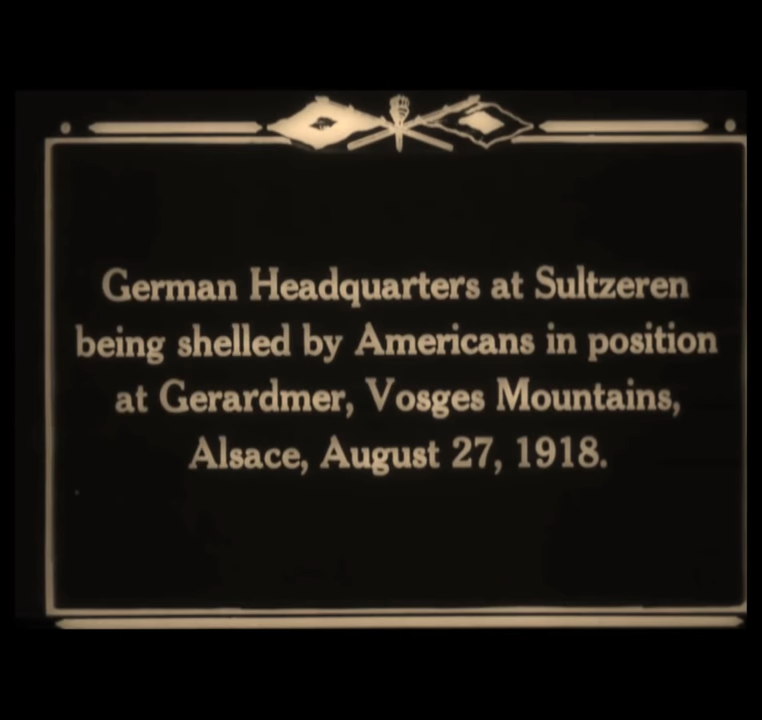 German Headquarters at Sultzeren
being shelled by Americans in position
at Gerardmer, Vosges Mountains,
Alsace, August 27, 1918.